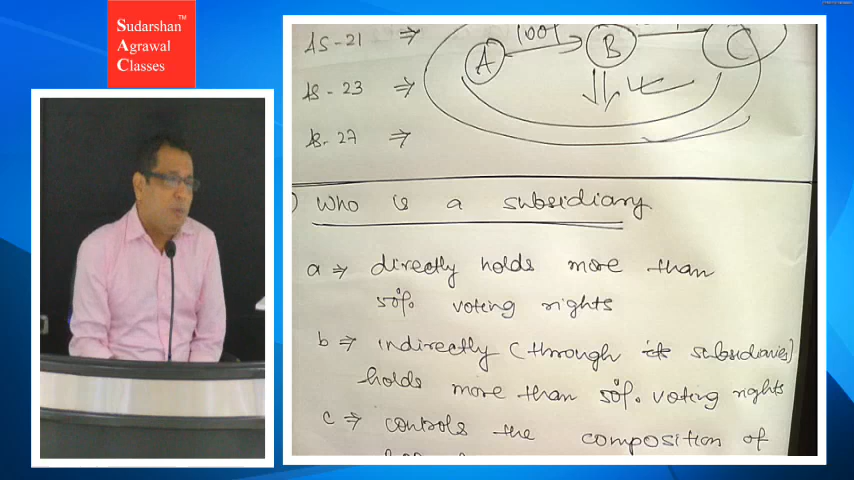 Sudarshan™
Agrawal
Classes
AS-21 ⇒
AS-23 ⇒
AS-27 ⇒
100%
A
B
C
) Who is a subsidiary
a ⇒ directly holds more than
50% voting rights
b ⇒ indirectly (through its subsidiaries)
holds more than 50% voting rights
c ⇒ controls the composition of